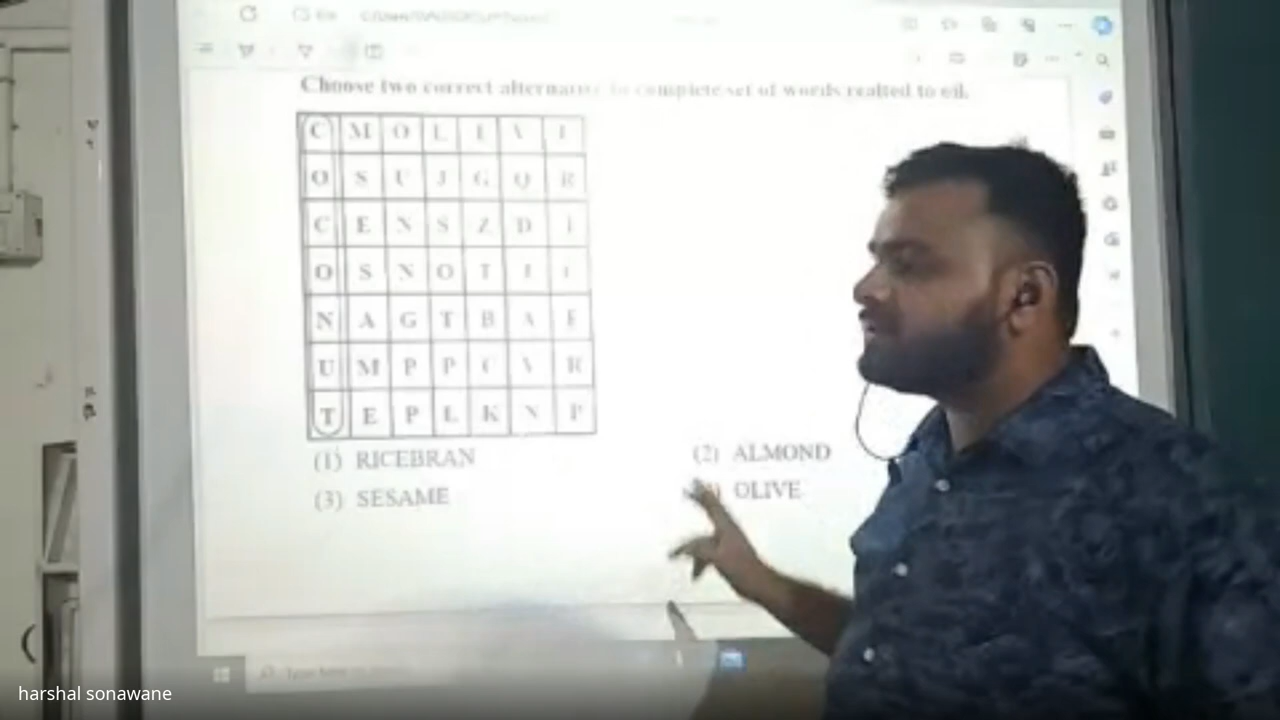 Choose two correct alternative to complete set of words realted to oil.
C M O L I V E
O S U J G Q R
C E N S Z D I
O S N O T
N A G T B A E
U M P P C V R
T E P L K N P
(1) RICEBRAN
(2) ALMOND
(3) SESAME
OLIVE
harshal sonawane